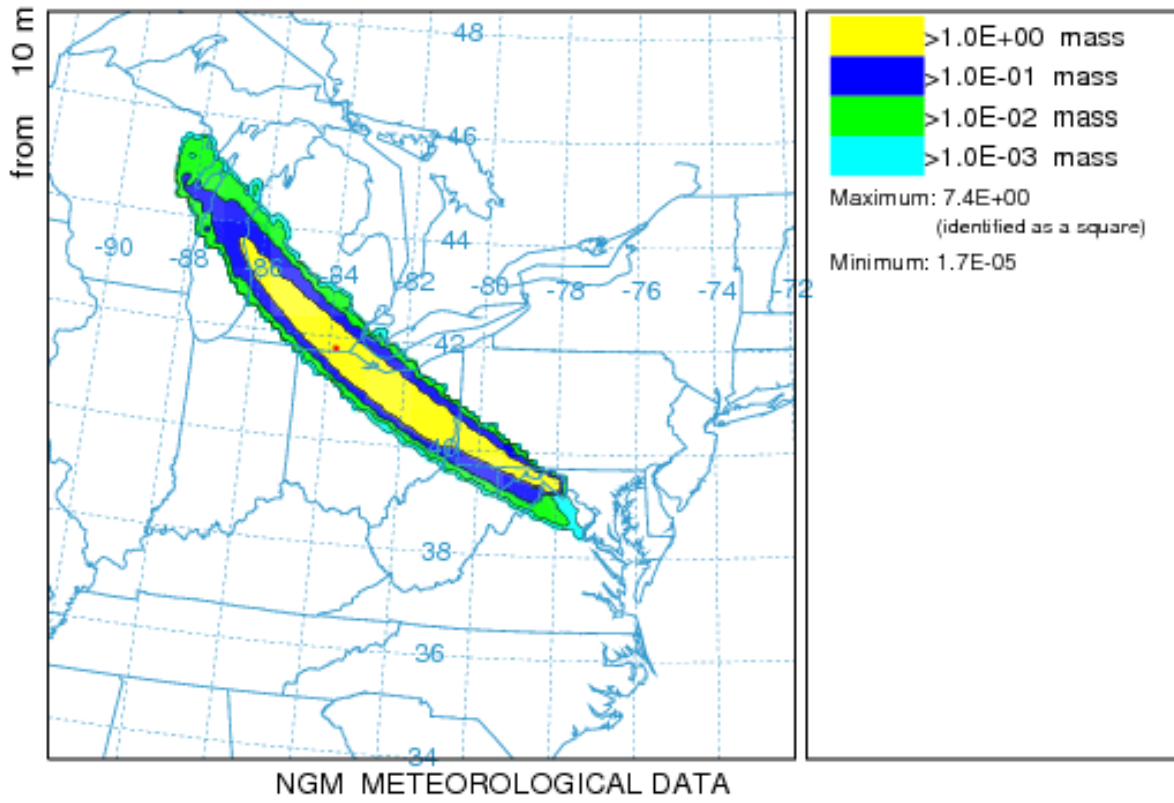 from 10 m
48
46
44
-90
-88
-86
-84
-82
-80
-78
-76
-74
-72
42
40
38
36
34
NGM METEOROLOGICAL DATA
>1.0E+00 mass
>1.0E-01 mass
>1.0E-02 mass
>1.0E-03 mass
Maximum: 7.4E+00
(identified as a square)
Minimum: 1.7E-05